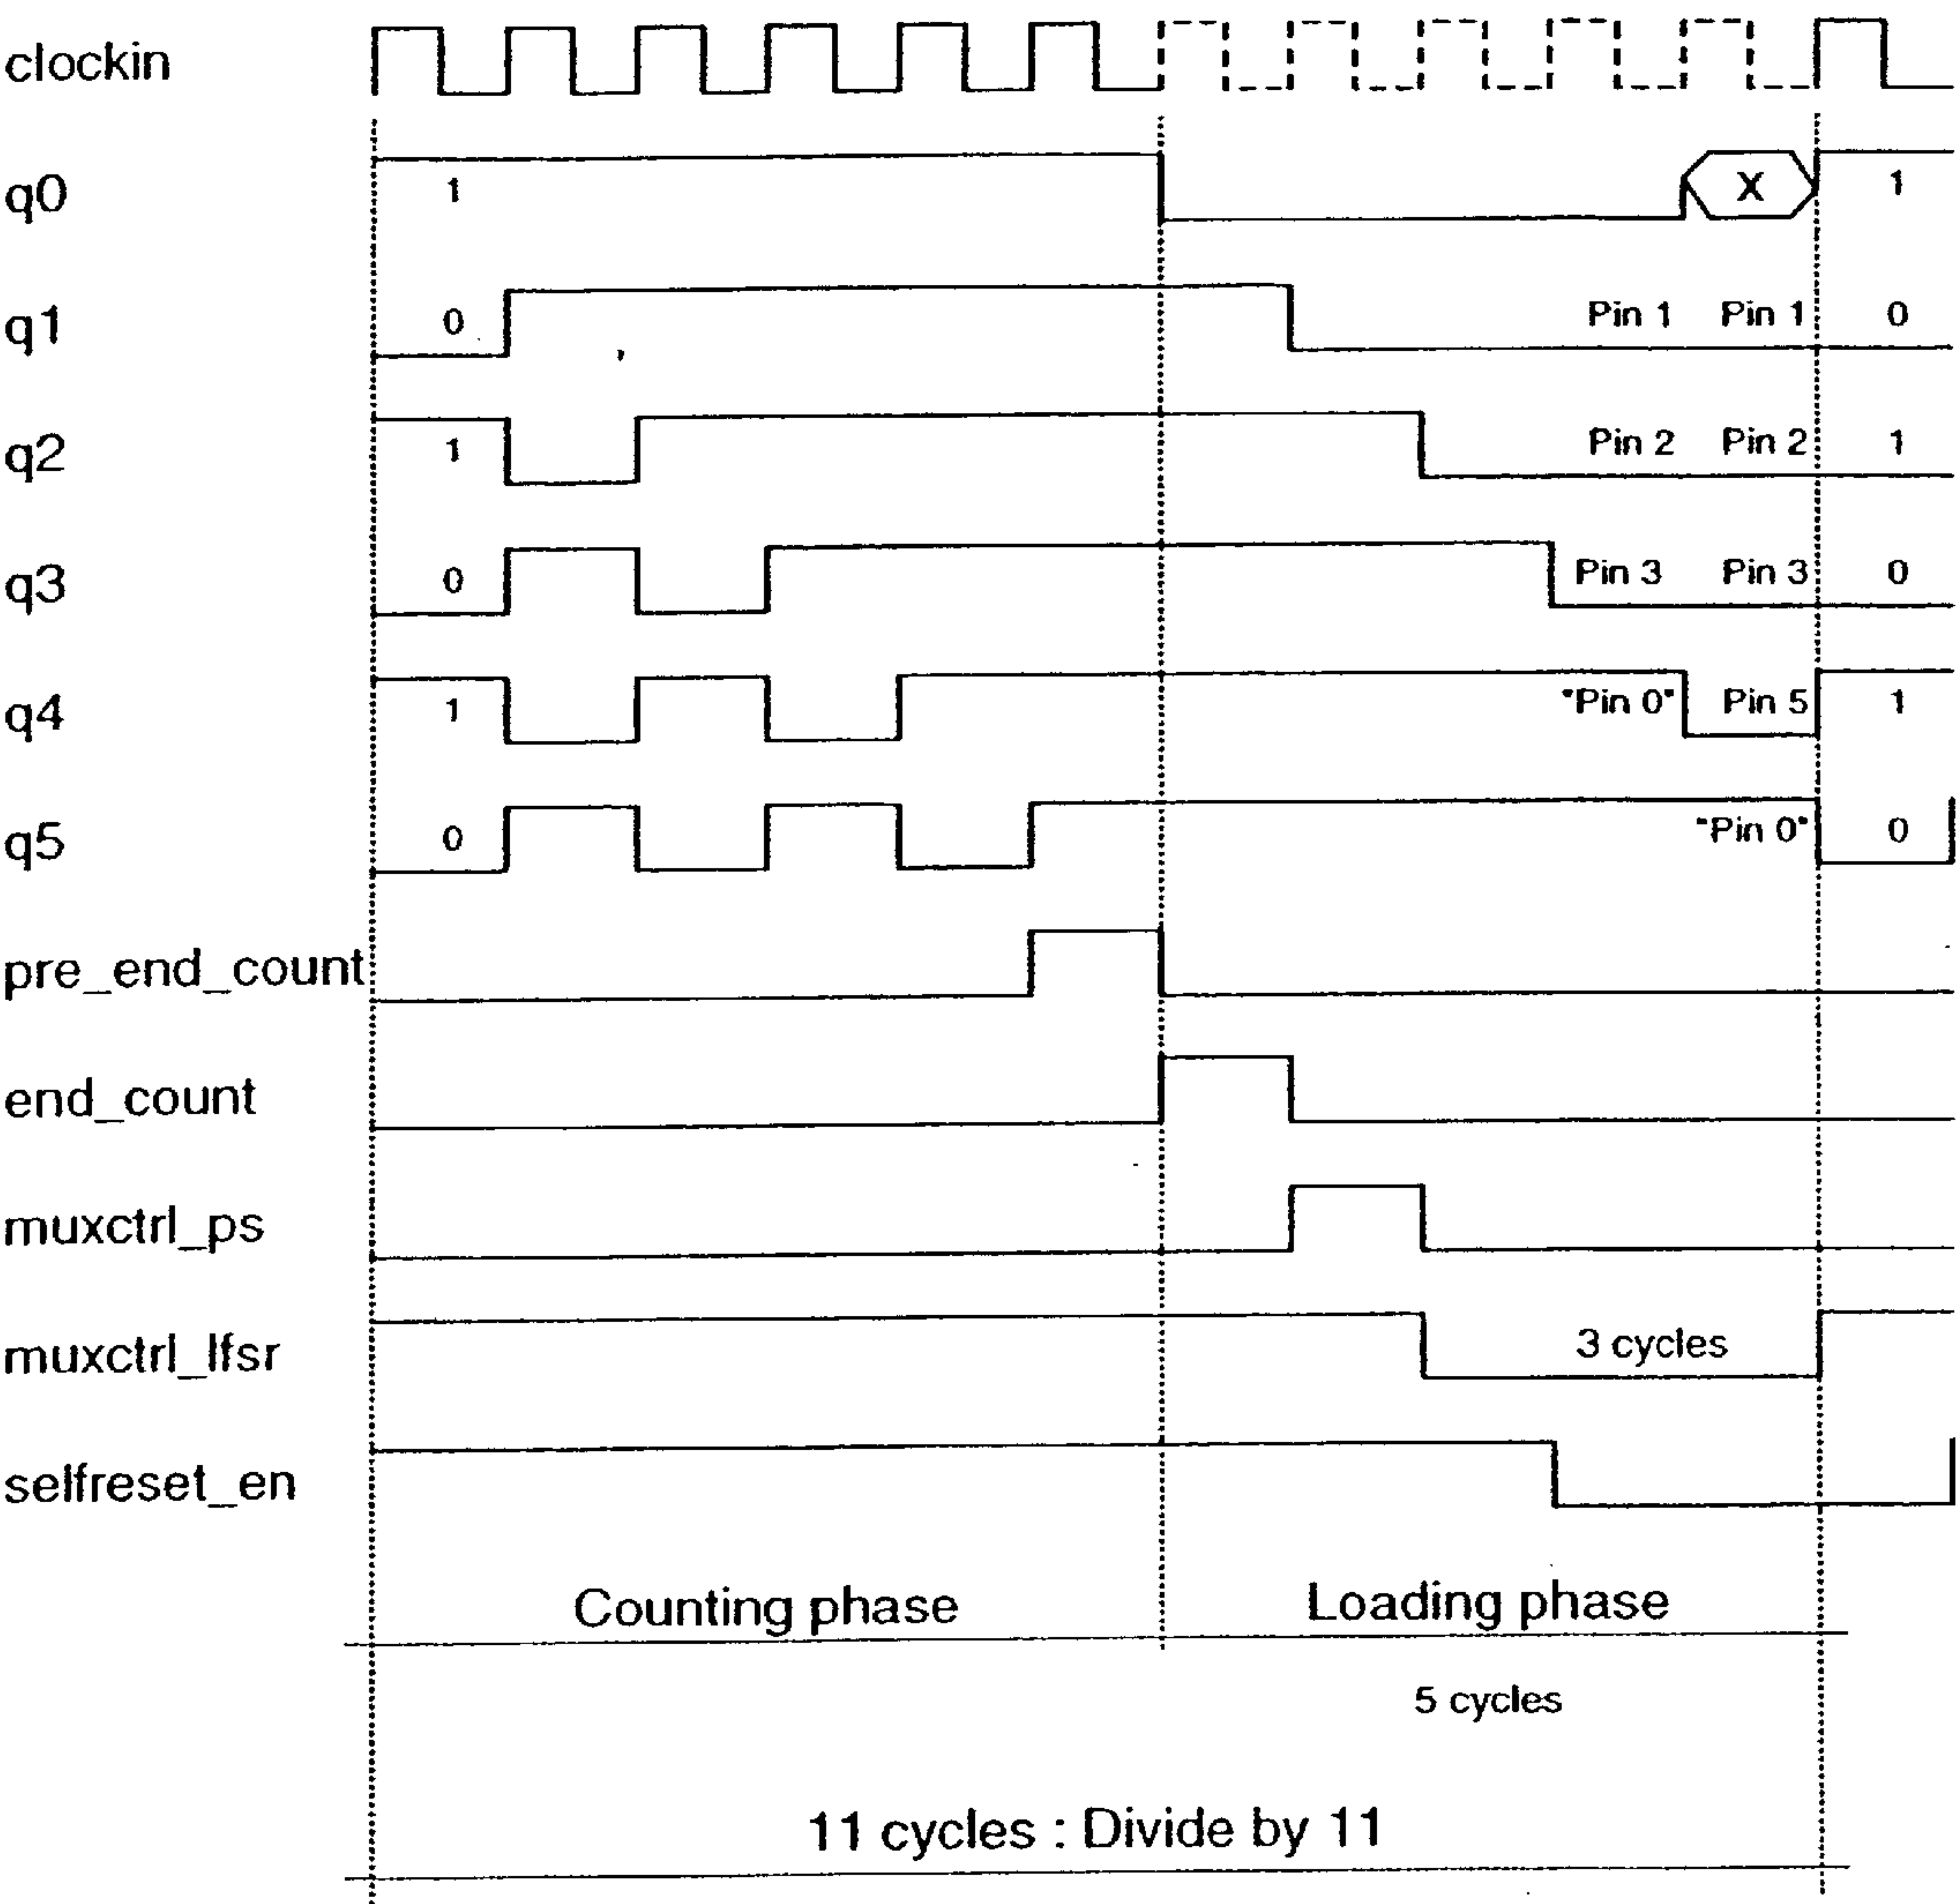 clockin
q0 1 X 1
q1 0 Pin 1 Pin 1 0
q2 1 Pin 2 Pin 2 1
q3 0 Pin 3 Pin 3 0
q4 1 "Pin 0" Pin 5 1
q5 0 "Pin 0" 0
pre_end_count
end_count
muxctrl_ps
muxctrl_lfsr 3 cycles
selfreset_en
Counting phase Loading phase
5 cycles
11 cycles : Divide by 11